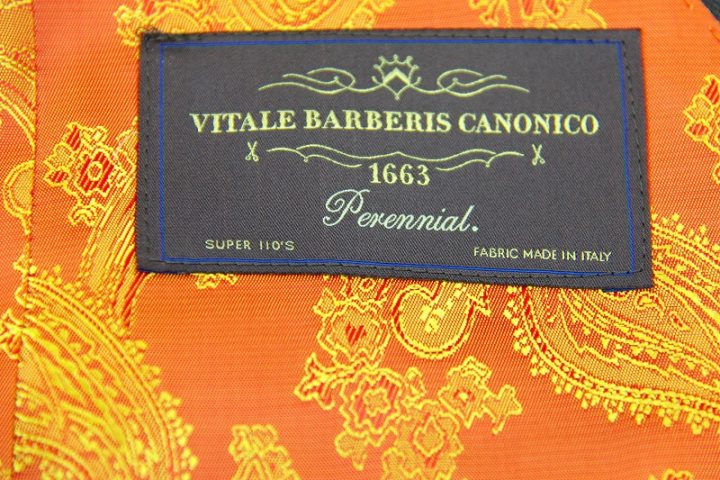 VITALE BARBERIS CANONICO
1663
Perennial.
SUPER 110'S
FABRIC MADE IN ITALY